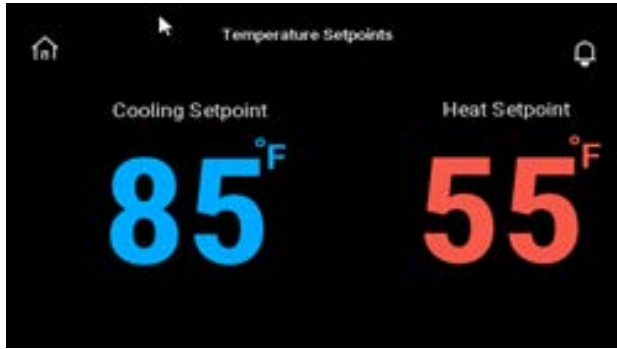 Temperature Setpoints
Cooling Setpoint
Heat Setpoint
85°F
55°F